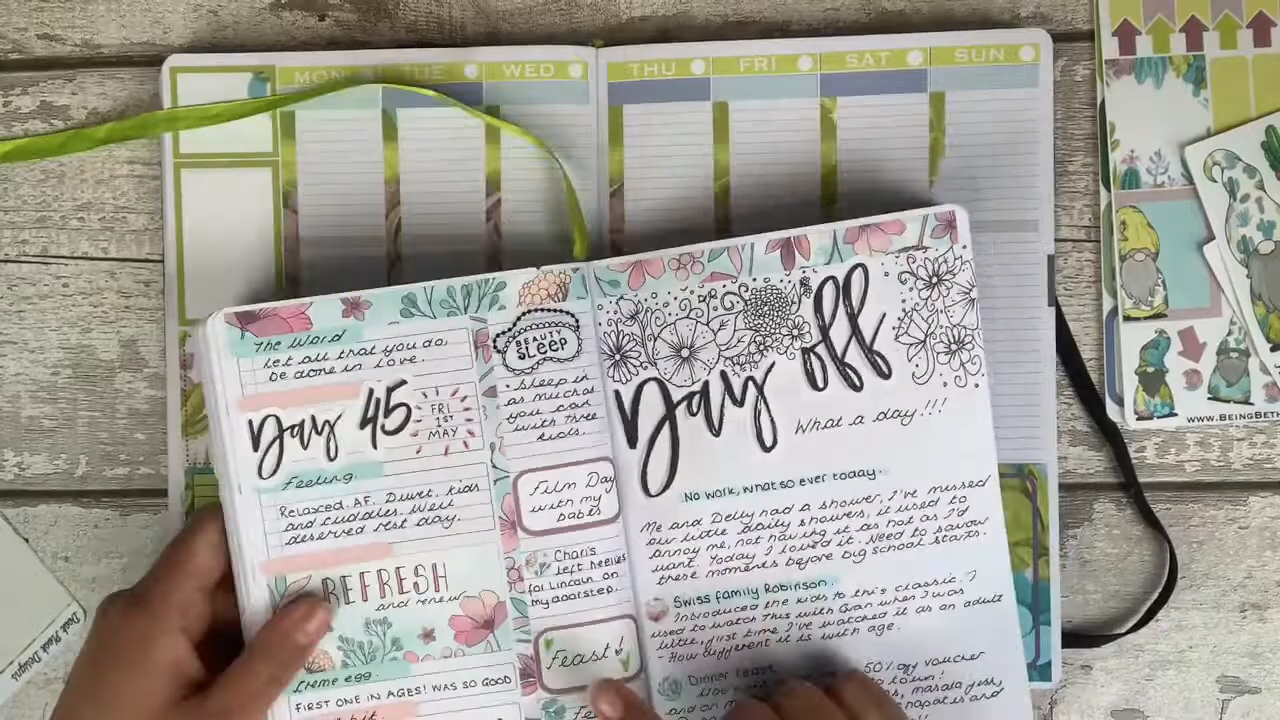 MON
TUE
WED
THU
FRI
SAT
SUN
The Word
Let all that you do,
be done in love.
Day 45
FRI
1st
MAY
Feeling.
Relaxed AF. Duvet, kids
and cuddles. Well
deserved rest day.
REFRESH
and renew
Creme egg.
FIRST ONE IN AGES! WAS SO GOOD
BEAUTY
SLEEP
• Sleep in
as much as
you can
with three
kids.
Film Day
with my
babes
Chari's
left
for Lincoln on
my doorstep.
Feast!
Day off
What a day!!!
No work, what so ever today.
Me and Delly had a shower, I've missed
our little daily showers, it used to
annoy me, not having it as hot as I'd
want. Today I loved it. Need to savour
these moments before big school starts.
Swiss family Robinson.
Introduced the kids to this classic. I
used to watch this with Gran when I was
little, first time I've watched it as an adult
- How different it is with age.
Dinner
50% off voucher
town!
masala
and
WWW.BEINGBET
Designs